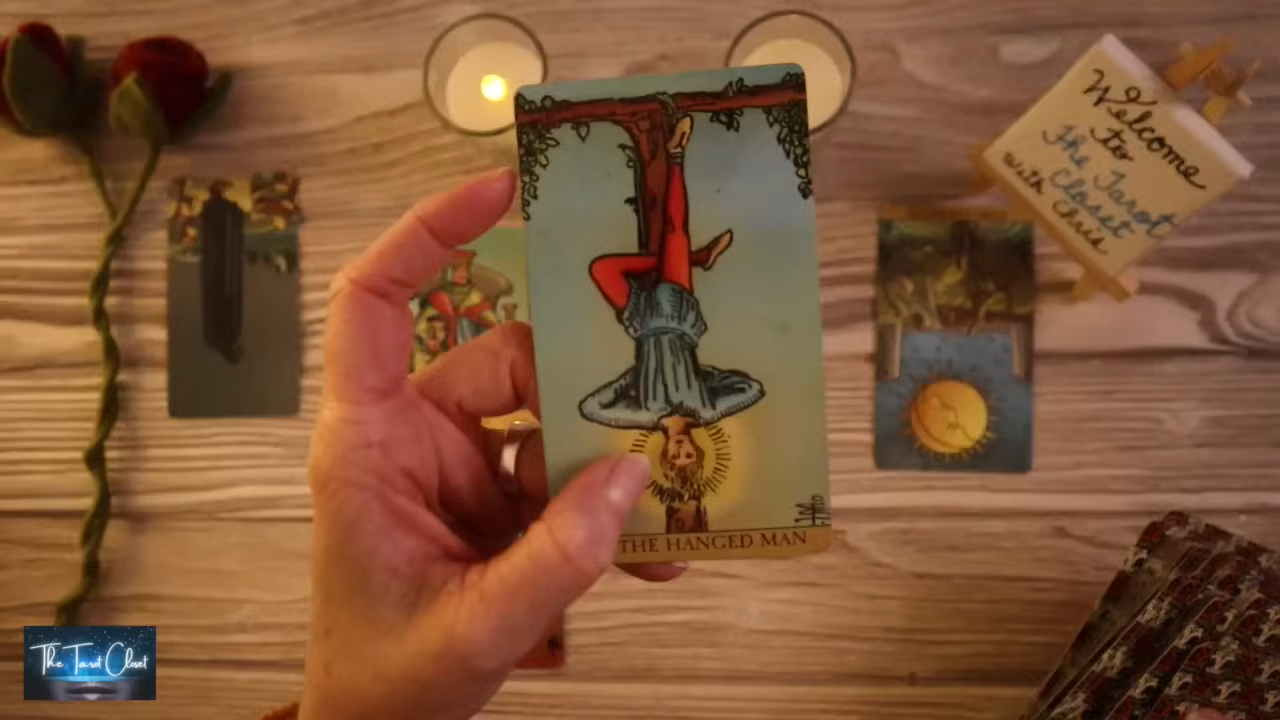 Welcome
to
The Tarot
Closet
with Chris
THE HANGED MAN
The Tarot Closet